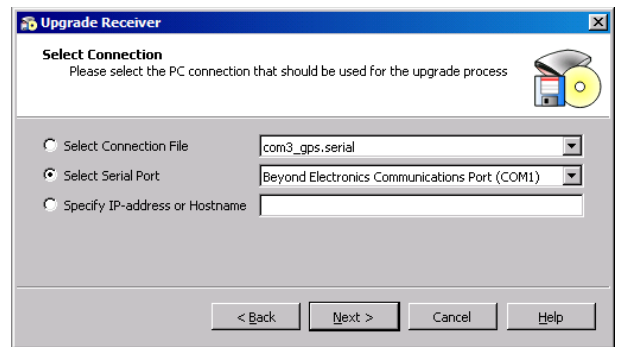 Upgrade Receiver
Select Connection
Please select the PC connection that should be used for the upgrade process
Select Connection File
com3_gps.serial
Select Serial Port
Beyond Electronics Communications Port (COM1)
Specify IP-address or Hostname
< Back
Next >
Cancel
Help